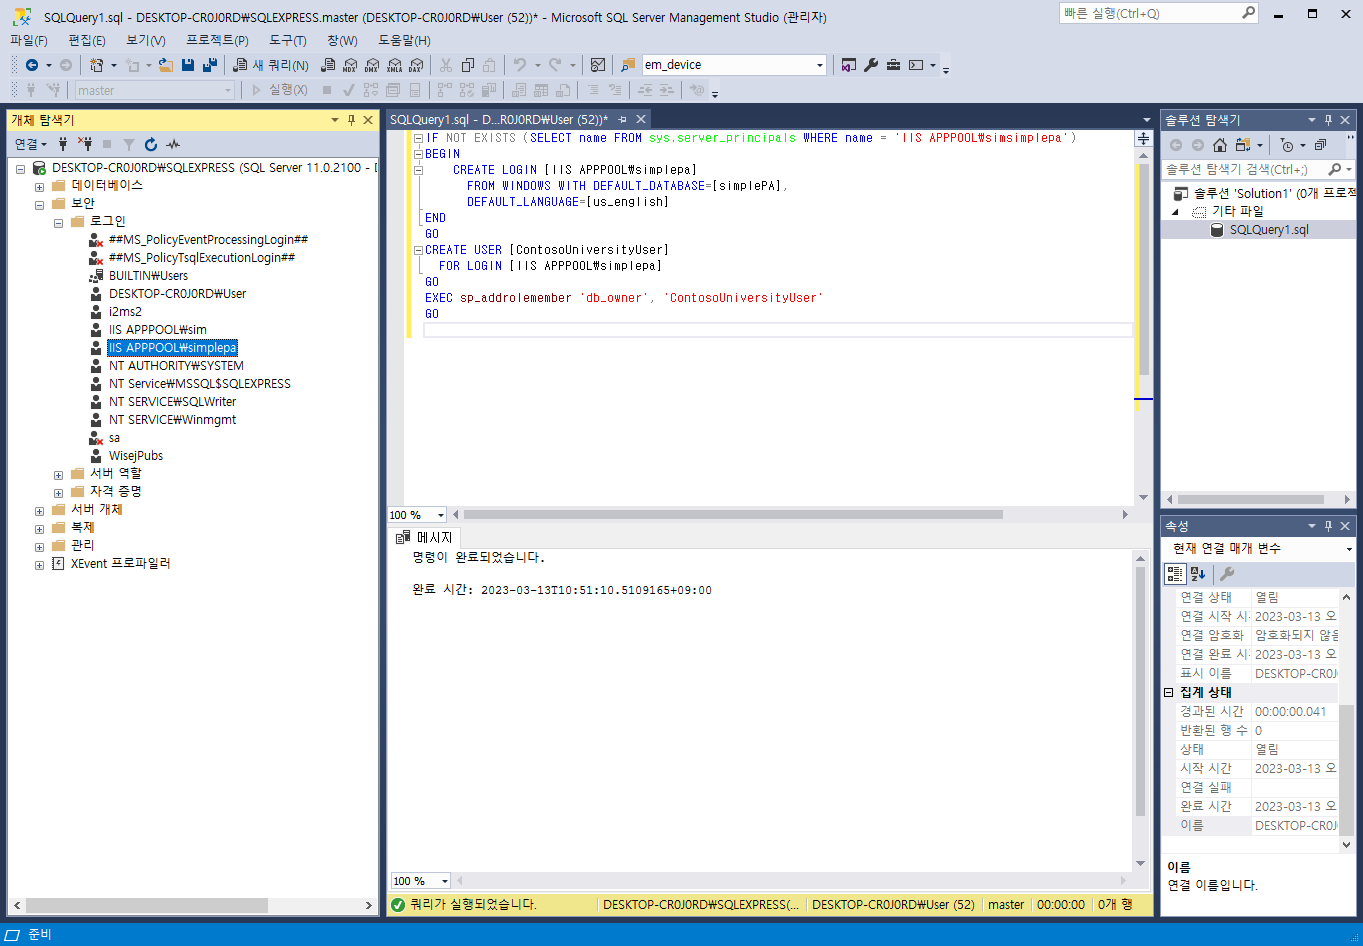 SQLQuery1.sql - DESKTOP-CR0J0RD₩SQLEXPRESS.master (DESKTOP-CR0J0RD₩User (52))* - Microsoft SQL Server Management Studio (관리자)
빠른 실행(Ctrl+Q)
파일(F) 편집(E) 보기(V) 프로젝트(P) 도구(T) 창(W) 도움말(H)
새 쿼리(N) MDX DMX XMLA DAX em_device
master 실행(X)
개체 탐색기
연결
DESKTOP-CR0J0RD₩SQLEXPRESS (SQL Server 11.0.2100 - D
데이터베이스
보안
로그인
##MS_PolicyEventProcessingLogin##
##MS_PolicyTsqlExecutionLogin##
BUILTIN₩Users
DESKTOP-CR0J0RD₩User
i2ms2
IIS APPPOOL₩sim
IIS APPPOOL₩simplepa
NT AUTHORITY₩SYSTEM
NT Service₩MSSQL$SQLEXPRESS
NT SERVICE₩SQLWriter
NT SERVICE₩Winmgmt
sa
WisejPubs
서버 역할
자격 증명
서버 개체
복제
관리
XEvent 프로파일러
SQLQuery1.sql - D...R0J0RD₩User (52))*
IF NOT EXISTS (SELECT name FROM sys.server_principals WHERE name = 'IIS APPPOOL₩simsimplepa')
BEGIN
CREATE LOGIN [IIS APPPOOL₩simplepa]
FROM WINDOWS WITH DEFAULT_DATABASE=[simplePA],
DEFAULT_LANGUAGE=[us_english]
END
GO
CREATE USER [ContosoUniversityUser]
FOR LOGIN [IIS APPPOOL₩simplepa]
GO
EXEC sp_addrolemember 'db_owner', 'ContosoUniversityUser'
GO
100 %
메시지
명령이 완료되었습니다.
완료 시간: 2023-03-13T10:51:10.5109165+09:00
100 %
쿼리가 실행되었습니다. DESKTOP-CR0J0RD₩SQLEXPRESS(... DESKTOP-CR0J0RD₩User (52) master 00:00:00 0개 행
솔루션 탐색기
솔루션 탐색기 검색(Ctrl+;)
솔루션 'Solution1' (0개 프로젝
기타 파일
SQLQuery1.sql
속성
현재 연결 매개 변수
연결 상태 열림
연결 시작 시 2023-03-13 오
연결 암호화 암호화되지 않음
연결 완료 시 2023-03-13 오
표시 이름 DESKTOP-CR0J
집계 상태
경과된 시간 00:00:00.041
반환된 행 수 0
상태 열림
시작 시간 2023-03-13 오
연결 실패
완료 시간 2023-03-13 오
이름 DESKTOP-CR0J
이름
연결 이름입니다.
준비